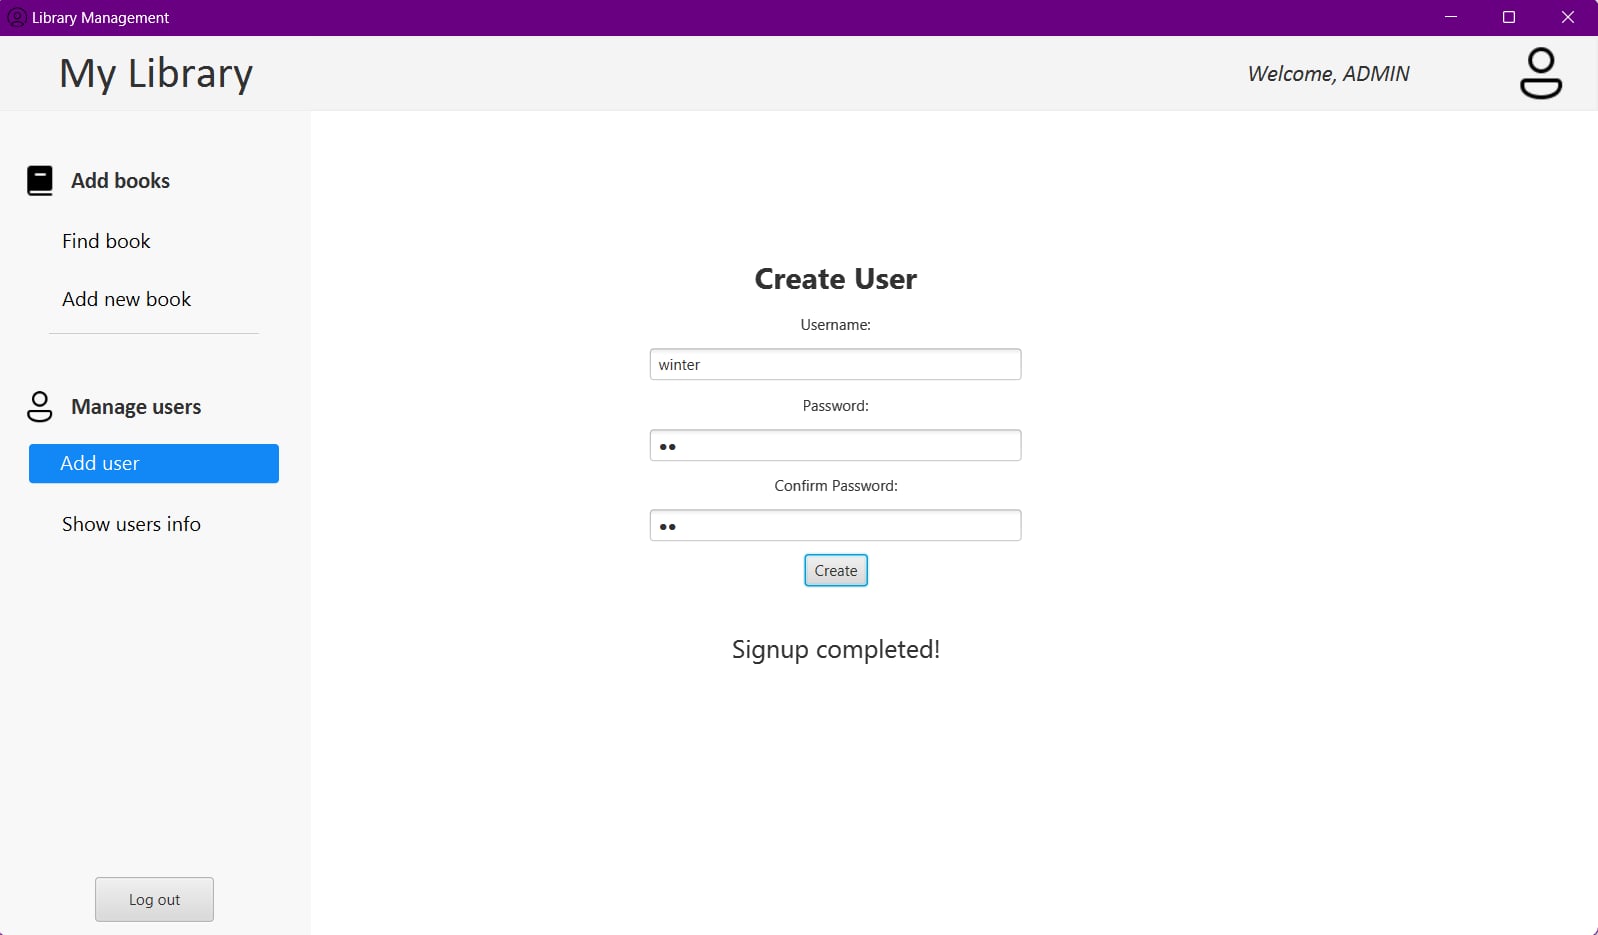 Library Management
My Library
Welcome, ADMIN
Add books
Find book
Add new book
Manage users
Add user
Show users info
Log out
Create User
Username:
winter
Password:
••
Confirm Password:
••
Create
Signup completed!